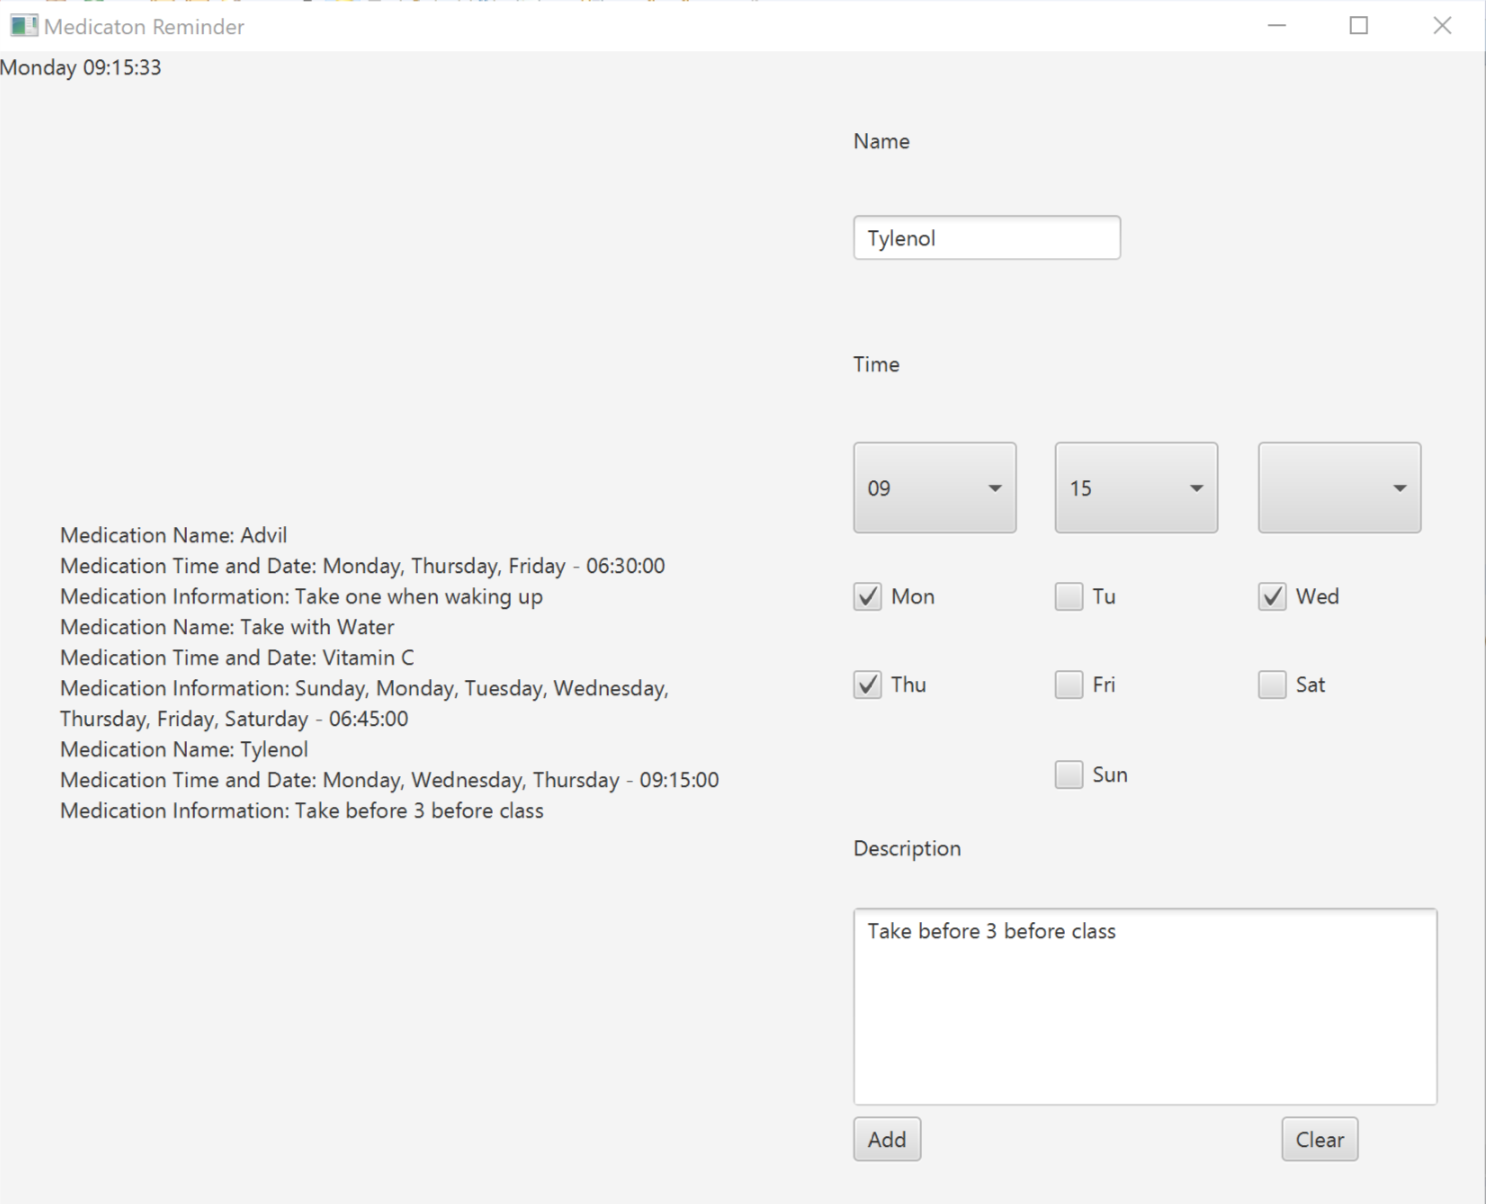 Medicaton Reminder
Monday 09:15:33
Name
Tylenol
Time
09
15
Mon
Tu
Wed
Thu
Fri
Sat
Sun
Description
Take before 3 before class
Add
Clear
Medication Name: Advil
Medication Time and Date: Monday, Thursday, Friday - 06:30:00
Medication Information: Take one when waking up
Medication Name: Take with Water
Medication Time and Date: Vitamin C
Medication Information: Sunday, Monday, Tuesday, Wednesday,
Thursday, Friday, Saturday - 06:45:00
Medication Name: Tylenol
Medication Time and Date: Monday, Wednesday, Thursday - 09:15:00
Medication Information: Take before 3 before class